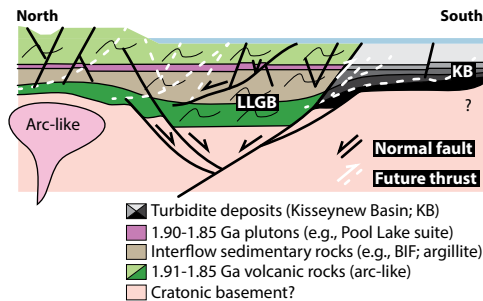 North South
KB
LLGB
?
Arc-like
Normal fault
Future thrust
Turbidite deposits (Kisseynew Basin; KB)
1.90-1.85 Ga plutons (e.g., Pool Lake suite)
Interflow sedimentary rocks (e.g., BIF; argillite)
1.91-1.85 Ga volcanic rocks (arc-like)
Cratonic basement?